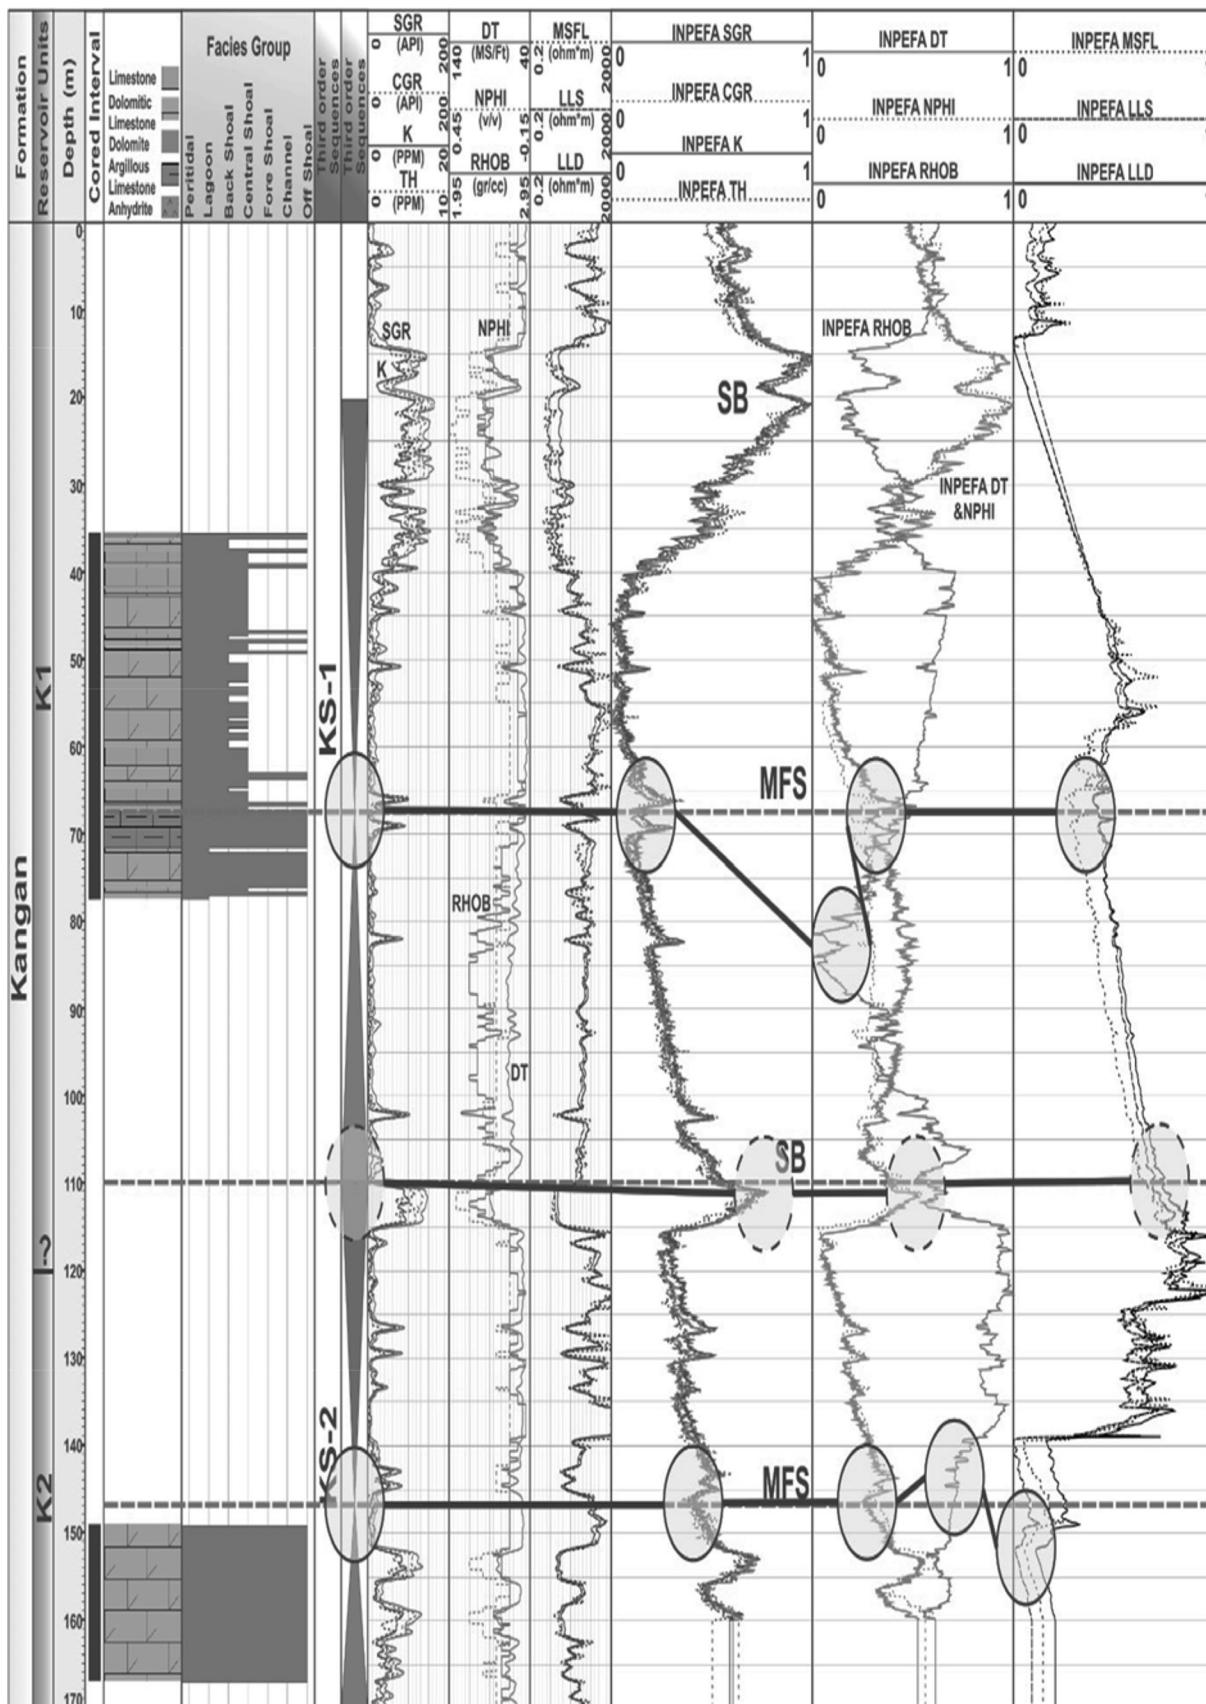 Formation
Reservoir Units
Depth (m)
Cored Interval
Limestone
Dolomitic
Limestone
Dolomite
Argillous
Limestone
Anhydrite
Facies Group
Peritidal
Lagoon
Back Shoal
Central Shoal
Fore Shoal
Channel
Off Shoal
Third order
Sequences
Third order
Sequences
SGR
0 (API) 200
CGR
0 (API) 200
K
0 (PPM) 20
TH
0 (PPM) 10
DT
140 (MS/Ft) 40
NPHI
0.45 (v/v) -0.15
RHOB
1.95 (gr/cc) 2.95
MSFL
0.2 (ohm*m) 2000
LLS
0.2 (ohm*m) 2000
LLD
0.2 (ohm*m) 2000
INPEFA SGR
0 1
INPEFA CGR
0 1
INPEFA K
0 1
INPEFA TH
INPEFA DT
0 1
INPEFA NPHI
0 1
INPEFA RHOB
0 1
INPEFA MSFL
0
INPEFA LLS
0
INPEFA LLD
0
0
10
20
30
40
50
60
70
80
90
100
110
120
130
140
150
160
170
Kangan
K1
K2
KS-1
KS-2
SGR
K
NPHI
RHOB
DT
SB
INPEFA RHOB
INPEFA DT
&NPHI
MFS
SB
MFS